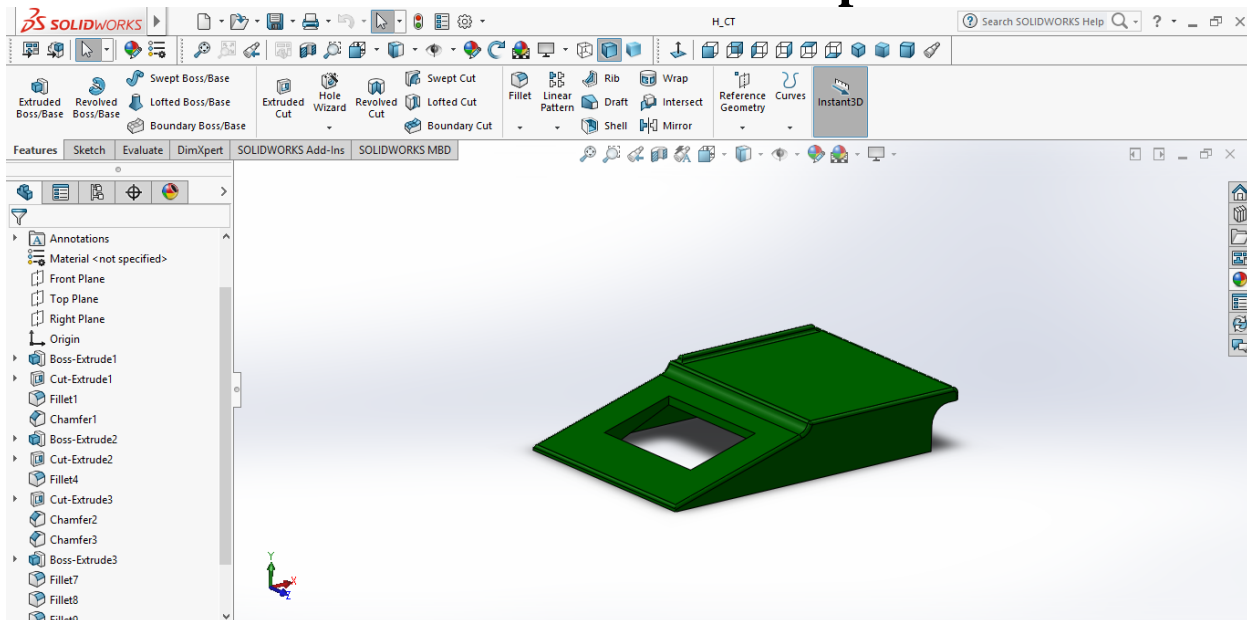 SOLIDWORKS
H_CT
Search SOLIDWORKS Help
?
Extruded Boss/Base
Revolved Boss/Base
Swept Boss/Base
Lofted Boss/Base
Boundary Boss/Base
Extruded Cut
Hole Wizard
Revolved Cut
Swept Cut
Lofted Cut
Boundary Cut
Fillet
Linear Pattern
Rib
Draft
Shell
Wrap
Intersect
Mirror
Reference Geometry
Curves
Instant3D
Features Sketch Evaluate DimXpert SOLIDWORKS Add-Ins SOLIDWORKS MBD
Annotations
Material <not specified>
Front Plane
Top Plane
Right Plane
Origin
Boss-Extrude1
Cut-Extrude1
Fillet1
Chamfer1
Boss-Extrude2
Cut-Extrude2
Fillet4
Cut-Extrude3
Chamfer2
Chamfer3
Boss-Extrude3
Fillet7
Fillet8
Y
X
Z